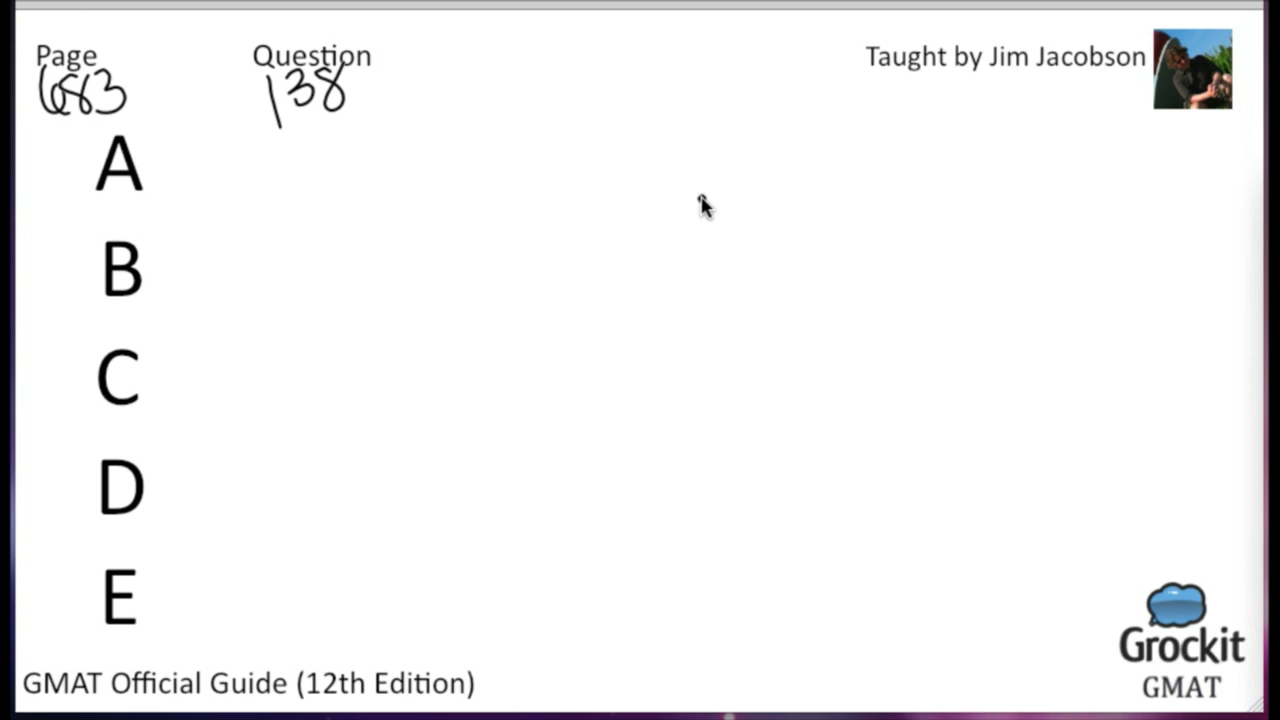 Page Question Taught by Jim Jacobson
683 138
A
B
C
D
E
Grockit
GMAT
GMAT Official Guide (12th Edition)